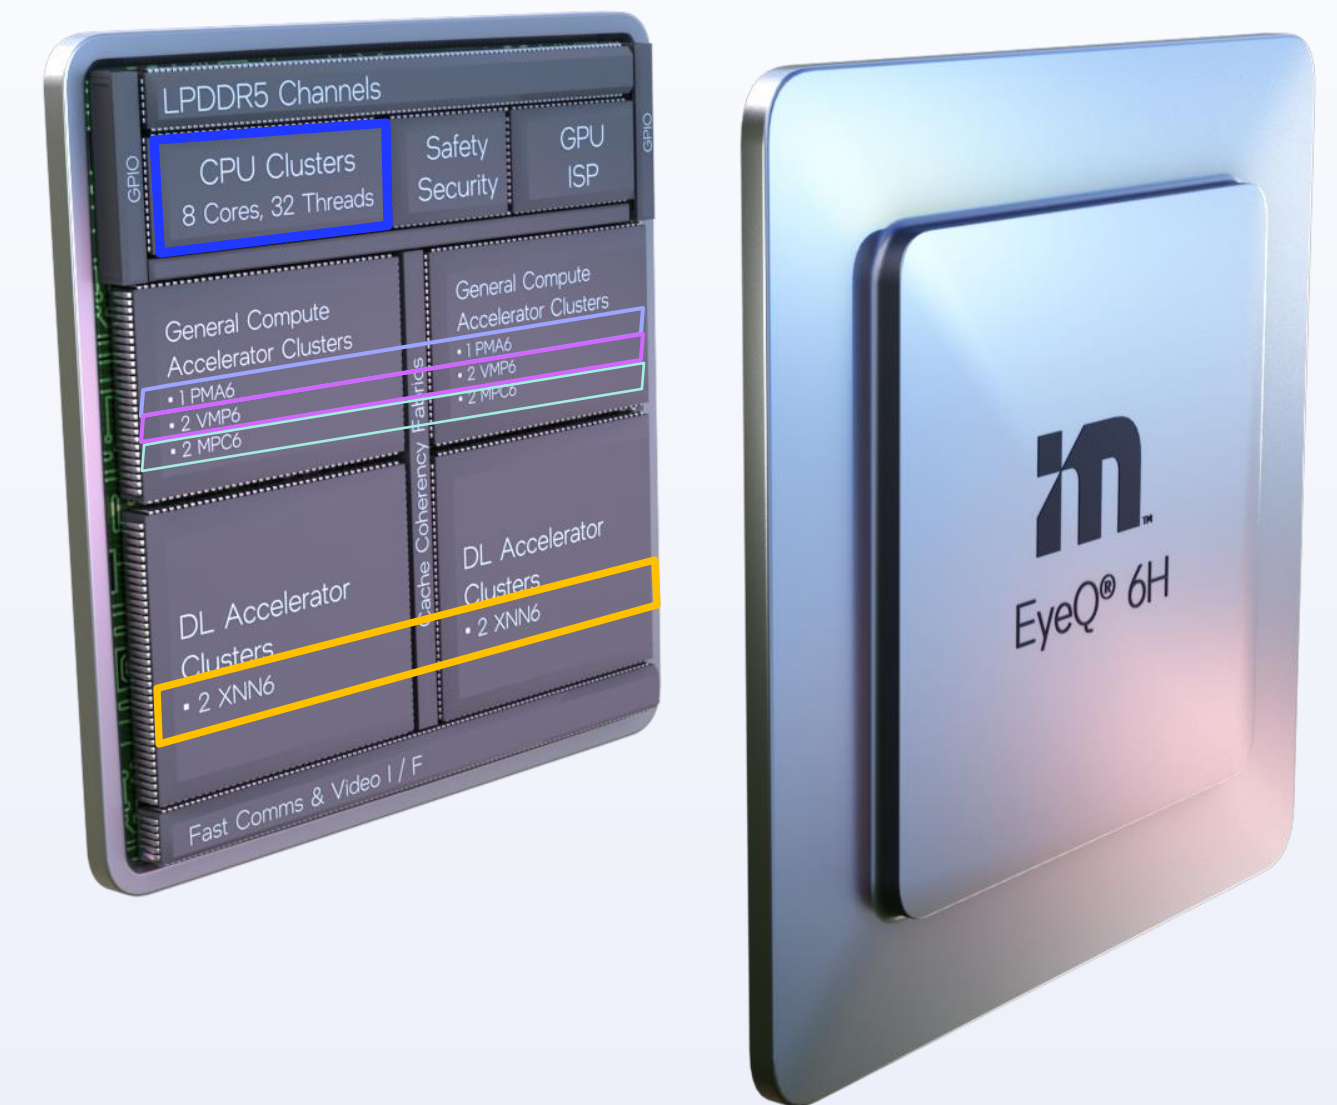 LPDDR5 Channels
GPIO
CPU Clusters
8 Cores, 32 Threads
Safety
Security
GPU
ISP
GPIO
General Compute
Accelerator Clusters
▪ 1 PMA6
▪ 2 VMP6
▪ 2 MPC6
General Compute
Accelerator Clusters
▪ 1 PMA6
▪ 2 VMP6
▪ 2 MPC6
Cache Coherency Fabrics
DL Accelerator
Clusters
▪ 2 XNN6
DL Accelerator
Clusters
▪ 2 XNN6
Fast Comms & Video I / F
m™
EyeQ® 6H